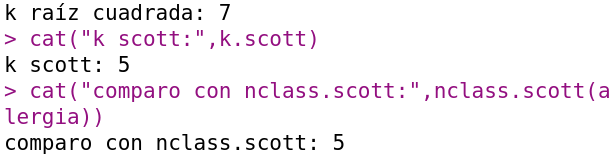 k raíz cuadrada: 7
> cat("k scott:",k.scott)
k scott: 5
> cat("comparo con nclass.scott:",nclass.scott(a
lergia))
comparo con nclass.scott: 5